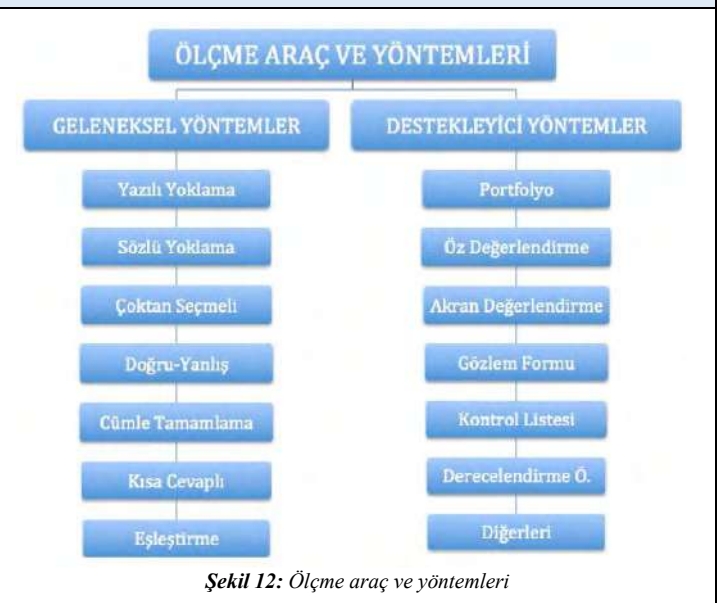 ÖLÇME ARAÇ VE YÖNTEMLERİ
GELENEKSEL YÖNTEMLER
Yazılı Yoklama
Sözlü Yoklama
Çoktan Seçmeli
Doğru-Yanlış
Cümle Tamamlama
Kısa Cevaplı
Eşleştirme
DESTEKLEYİCİ YÖNTEMLER
Portfolyo
Öz Değerlendirme
Akran Değerlendirme
Gözlem Formu
Kontrol Listesi
Derecelendirme Ö.
Diğerleri
Şekil 12: Ölçme araç ve yöntemleri